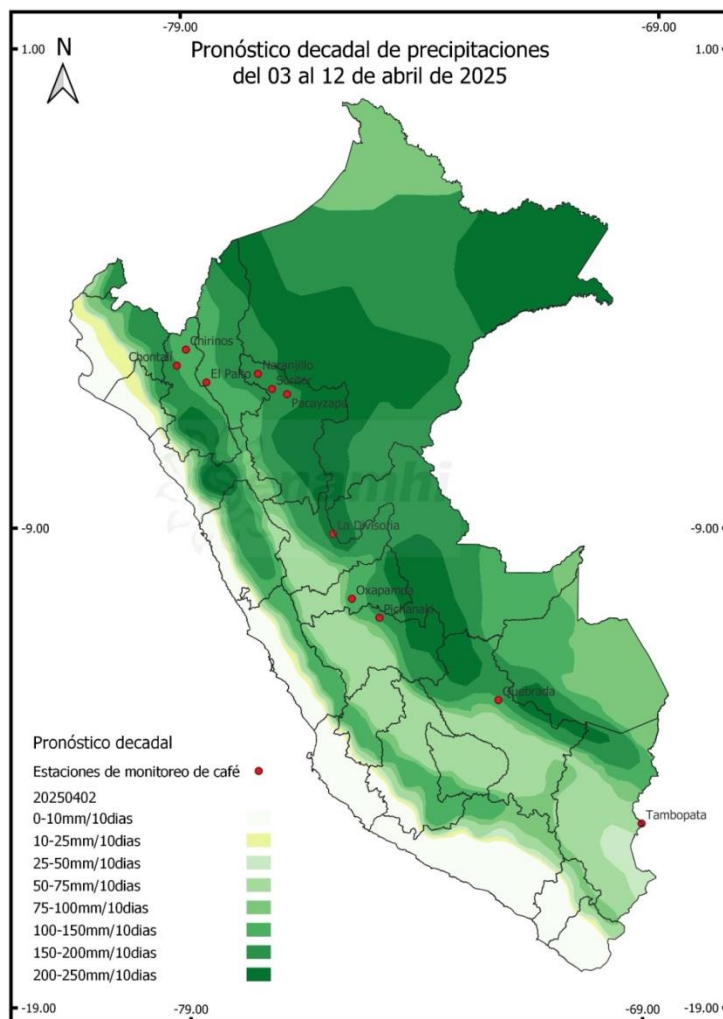 -79.00
-69.00
1.00
1.00
N
Pronóstico decadal de precipitaciones
del 03 al 12 de abril de 2025
Chirinos
Chontalí
El Palto
Naranjillo
Soritor
Pacayzapa
senamhi
-9.00
-9.00
La Divisoria
Oxapampa
Pichanaki
Quebrada
Tambopata
Pronóstico decadal
Estaciones de monitoreo de café
20250402
0-10mm/10dias
10-25mm/10dias
25-50mm/10dias
50-75mm/10dias
75-100mm/10dias
100-150mm/10dias
150-200mm/10dias
200-250mm/10dias
-19.00
-19.00
-79.00
-69.00